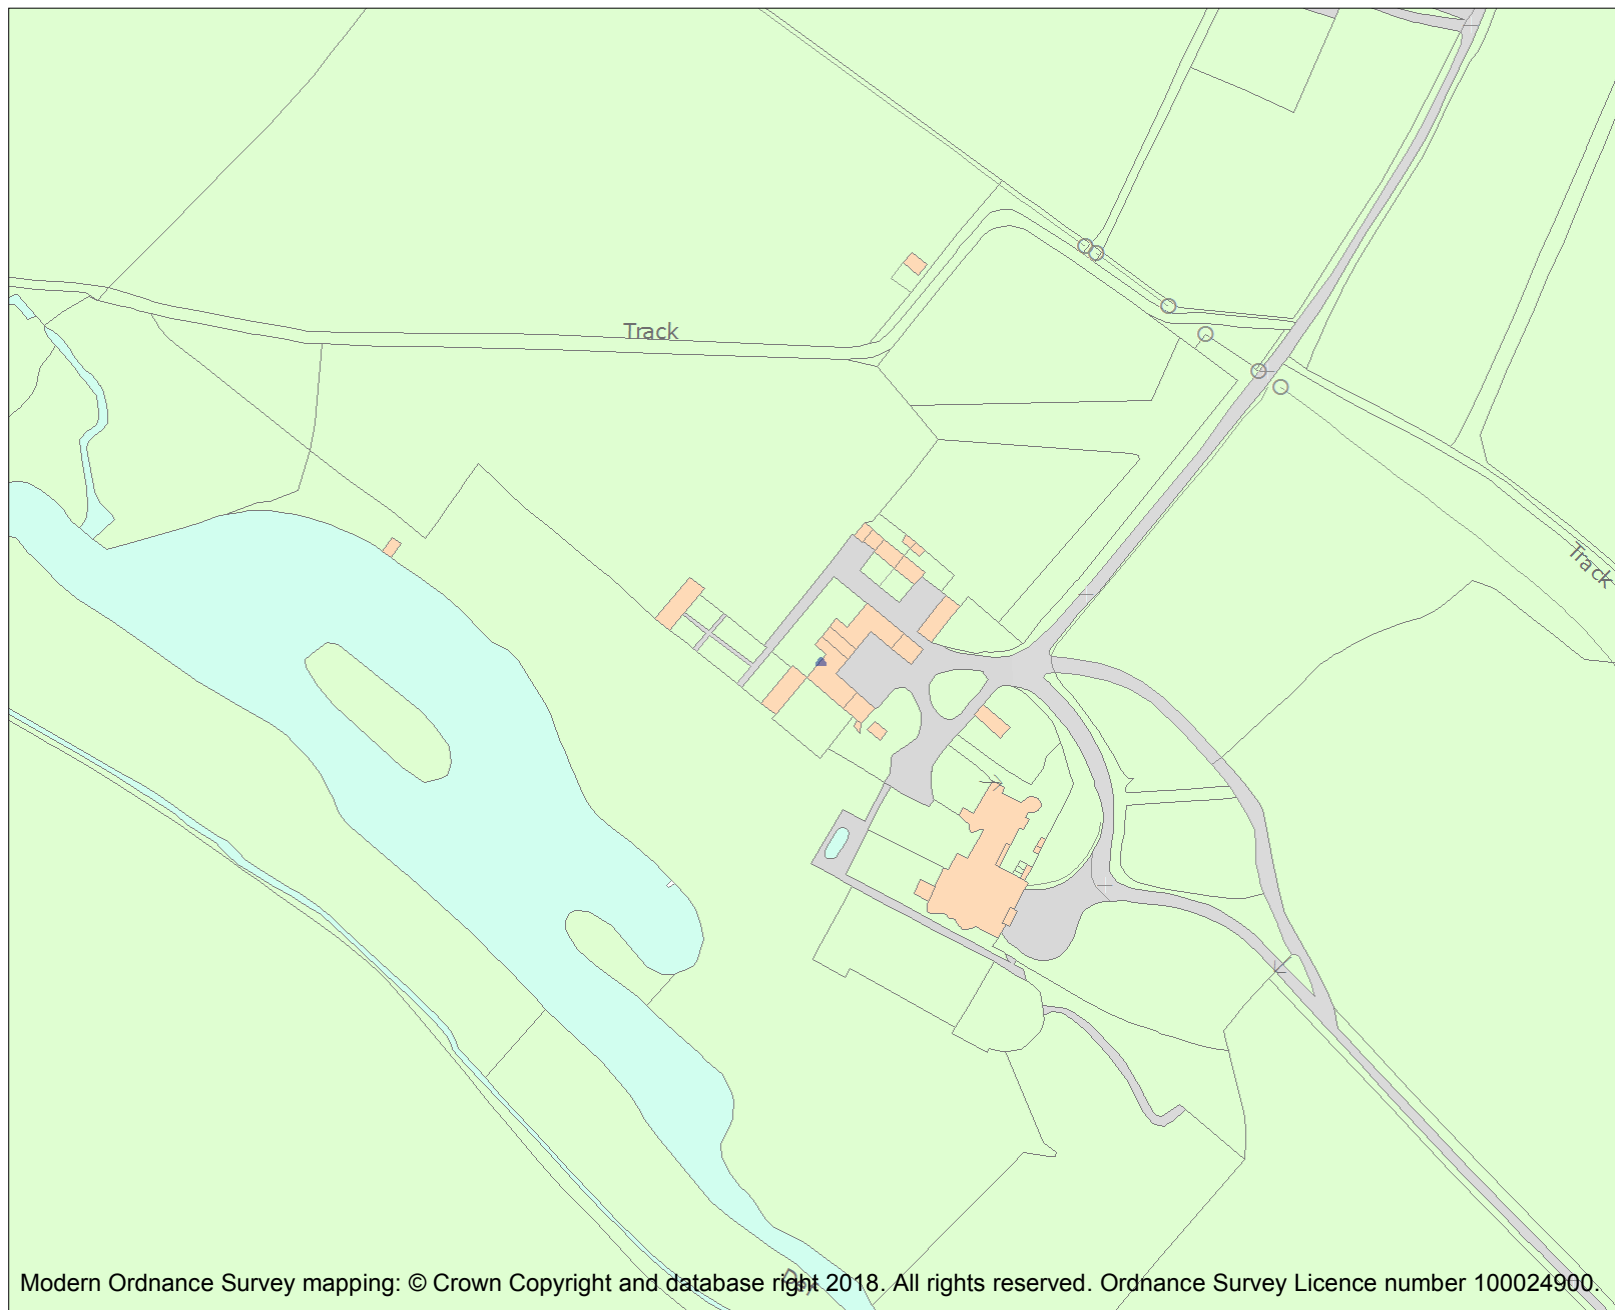 Track
Track
Modern Ordnance Survey mapping: © Crown Copyright and database right 2018. All rights reserved. Ordnance Survey Licence number 100024900.